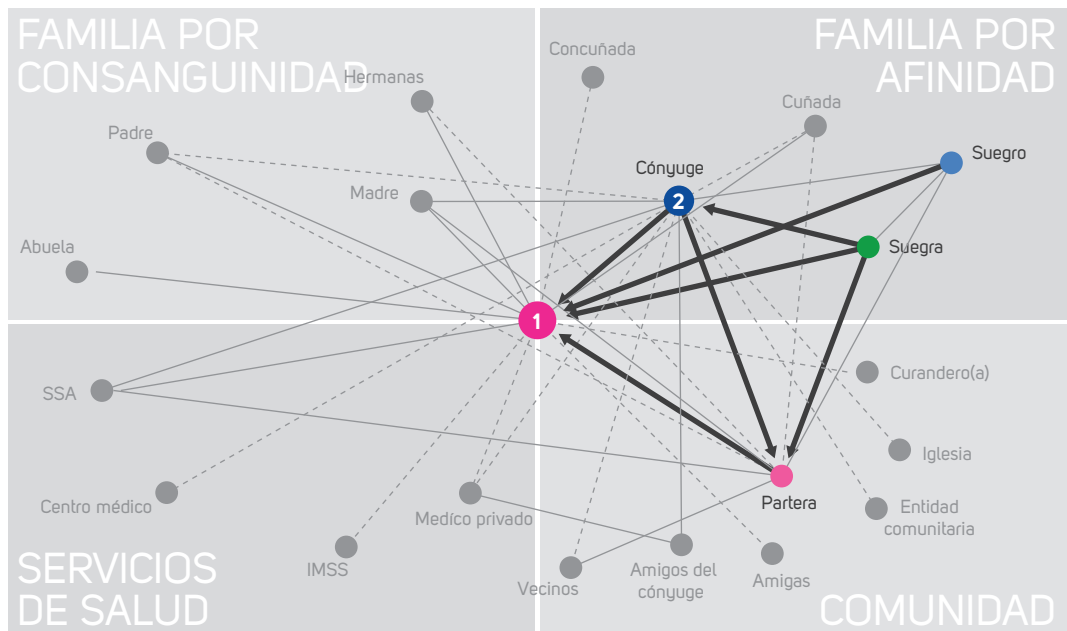 FAMILIA POR
CONSANGUINIDAD
Hermanas
Padre
Madre
Abuela
FAMILIA POR
AFINIDAD
Concuñada
Cuñada
Cónyuge
2
Suegro
Suegra
1
SSA
Centro médico
IMSS
Medíco privado
SERVICIOS
DE SALUD
Curandero(a)
Iglesia
Partera
Entidad
comunitaria
Vecinos
Amigos del
cónyuge
Amigas
COMUNIDAD